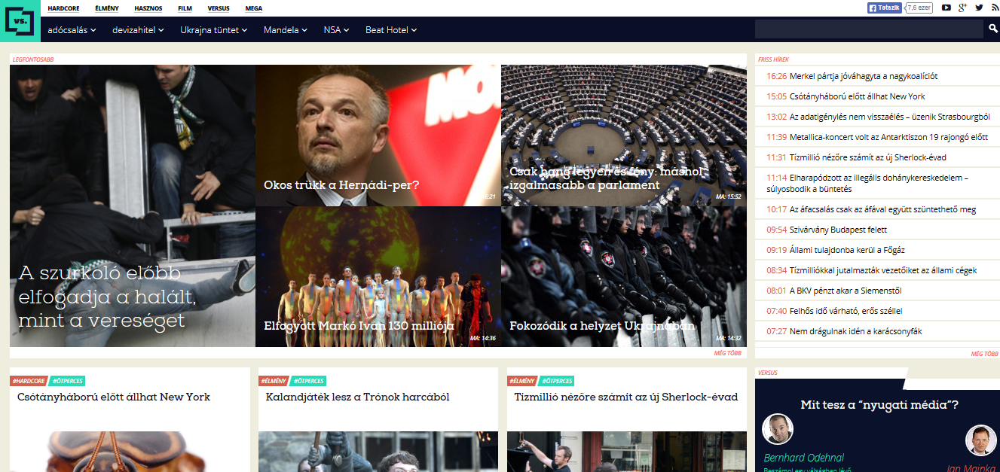 vs.
HARDCORE ÉLMÉNY HASZNOS FILM VERSUS MEGA
Tetszik 7,6 ezer
adócsalás devizahitel Ukrajna tüntet Mandela NSA Beat Hotel
LEGFONTOSABB
A szurkoló előbb
elfogadja a halált,
mint a vereséget
Okos trükk a Hernádi-per?
Csak hang legyen és fény: máshol
izgalmasabb a parlament
MA: 15:52
Elfogyott Markó Iván 130 milliója
MA: 14:36
Fokozódik a helyzet Ukrajnában
MA: 14:32
MÉG TÖBB
FRISS HÍREK
16:26 Merkel pártja jóváhagyta a nagykoalíciót
15:05 Csótányháború előtt állhat New York
13:02 Az adatigénylés nem visszaélés – üzenik Strasbourgból
11:39 Metallica-koncert volt az Antarktiszon 19 rajongó előtt
11:31 Tízmillió nézőre számít az új Sherlock-évad
11:14 Elharapódzott az illegális dohánykereskedelem –
súlyosbodik a büntetés
10:17 Az áfacsalás csak az áfával együtt szüntethető meg
09:54 Szivárvány Budapest felett
09:19 Állami tulajdonba kerül a Főgáz
08:34 Tízmilliókkal jutalmazták vezetőiket az állami cégek
08:01 A BKV pénzt akar a Siemenstől
07:40 Felhős idő várható, erős széllel
07:27 Nem drágulnak idén a karácsonyfák
MÉG TÖBB
#HARDCORE #ÖTPERCES
Csótányháború előtt állhat New York
#ÉLMÉNY #ÖTPERCES
Kalandjáték lesz a Trónok harcából
#ÉLMÉNY #ÖTPERCES
Tízmillió nézőre számít az új Sherlock-évad
VERSUS
Mit tesz a “nyugati média”?
Bernhard Odehnal
Beszámol egy válságban lévő
Jan Mainka